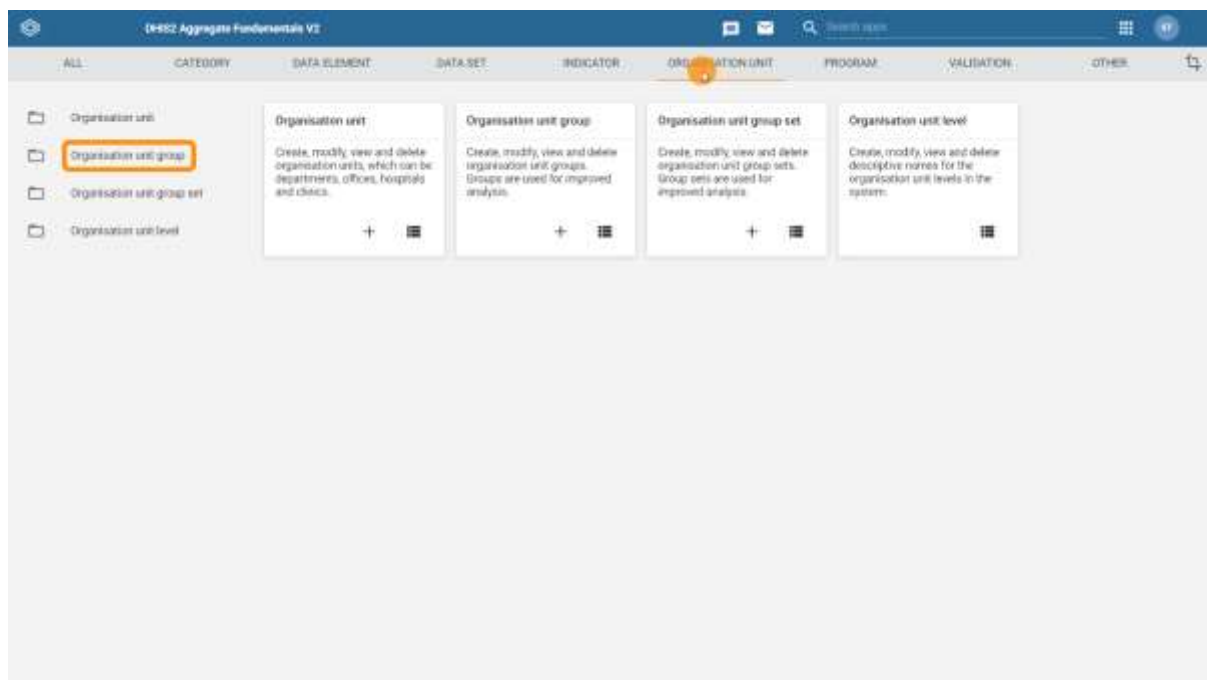 DHIS2 Aggregate Fundamentals V2
Search apps
ALL CATEGORY DATA ELEMENT DATA SET INDICATOR ORGANISATION UNIT PROGRAM VALIDATION OTHER
Organisation unit
Organisation unit group
Organisation unit group set
Organisation unit level
Organisation unit
Create, modify, view and delete
organisation units, which can be
departments, offices, hospitals
and clinics.
Organisation unit group
Create, modify, view and delete
organisation unit groups.
Groups are used for improved
analysis.
Organisation unit group set
Create, modify, view and delete
organisation unit group sets.
Group sets are used for
improved analysis.
Organisation unit level
Create, modify, view and delete
descriptive names for the
organisation unit levels in the
system.